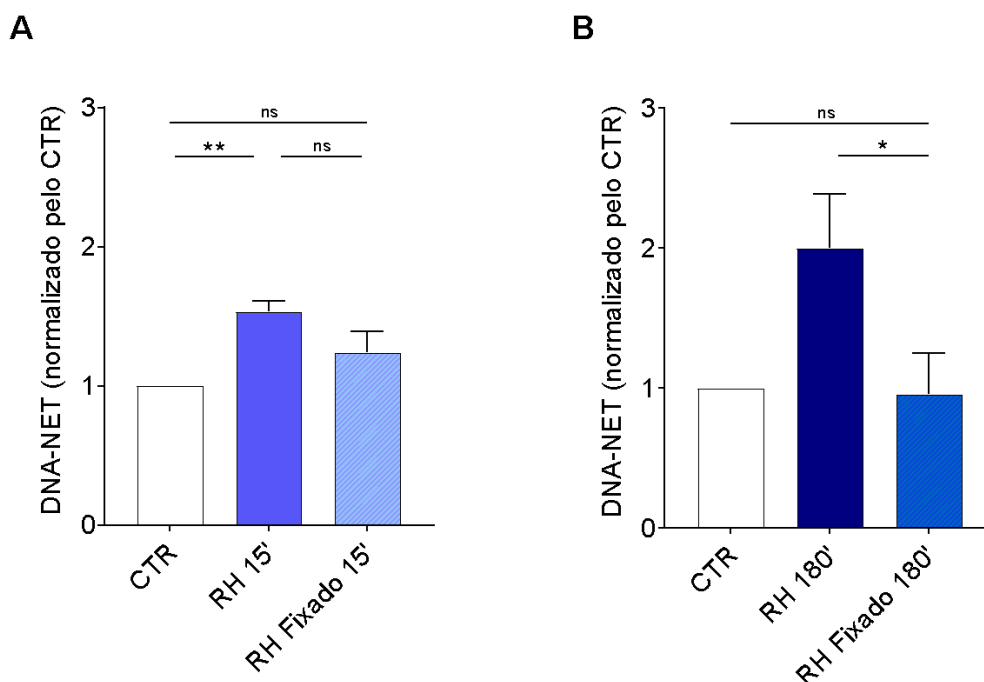 A
DNA-NET (normalizado pelo CTR)
3
2
1
0
ns
**
ns
CTR
RH 15'
RH Fixado 15'
B
DNA-NET (normalizado pelo CTR)
3
2
1
0
ns
*
CTR
RH 180'
RH Fixado 180'